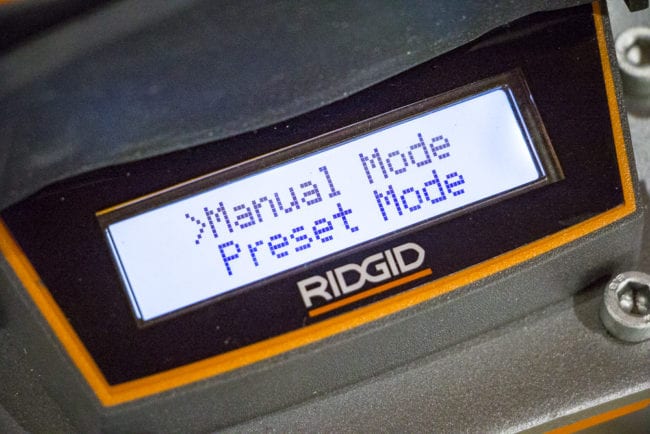 >Manual Mode
Preset Mode
RIDGID